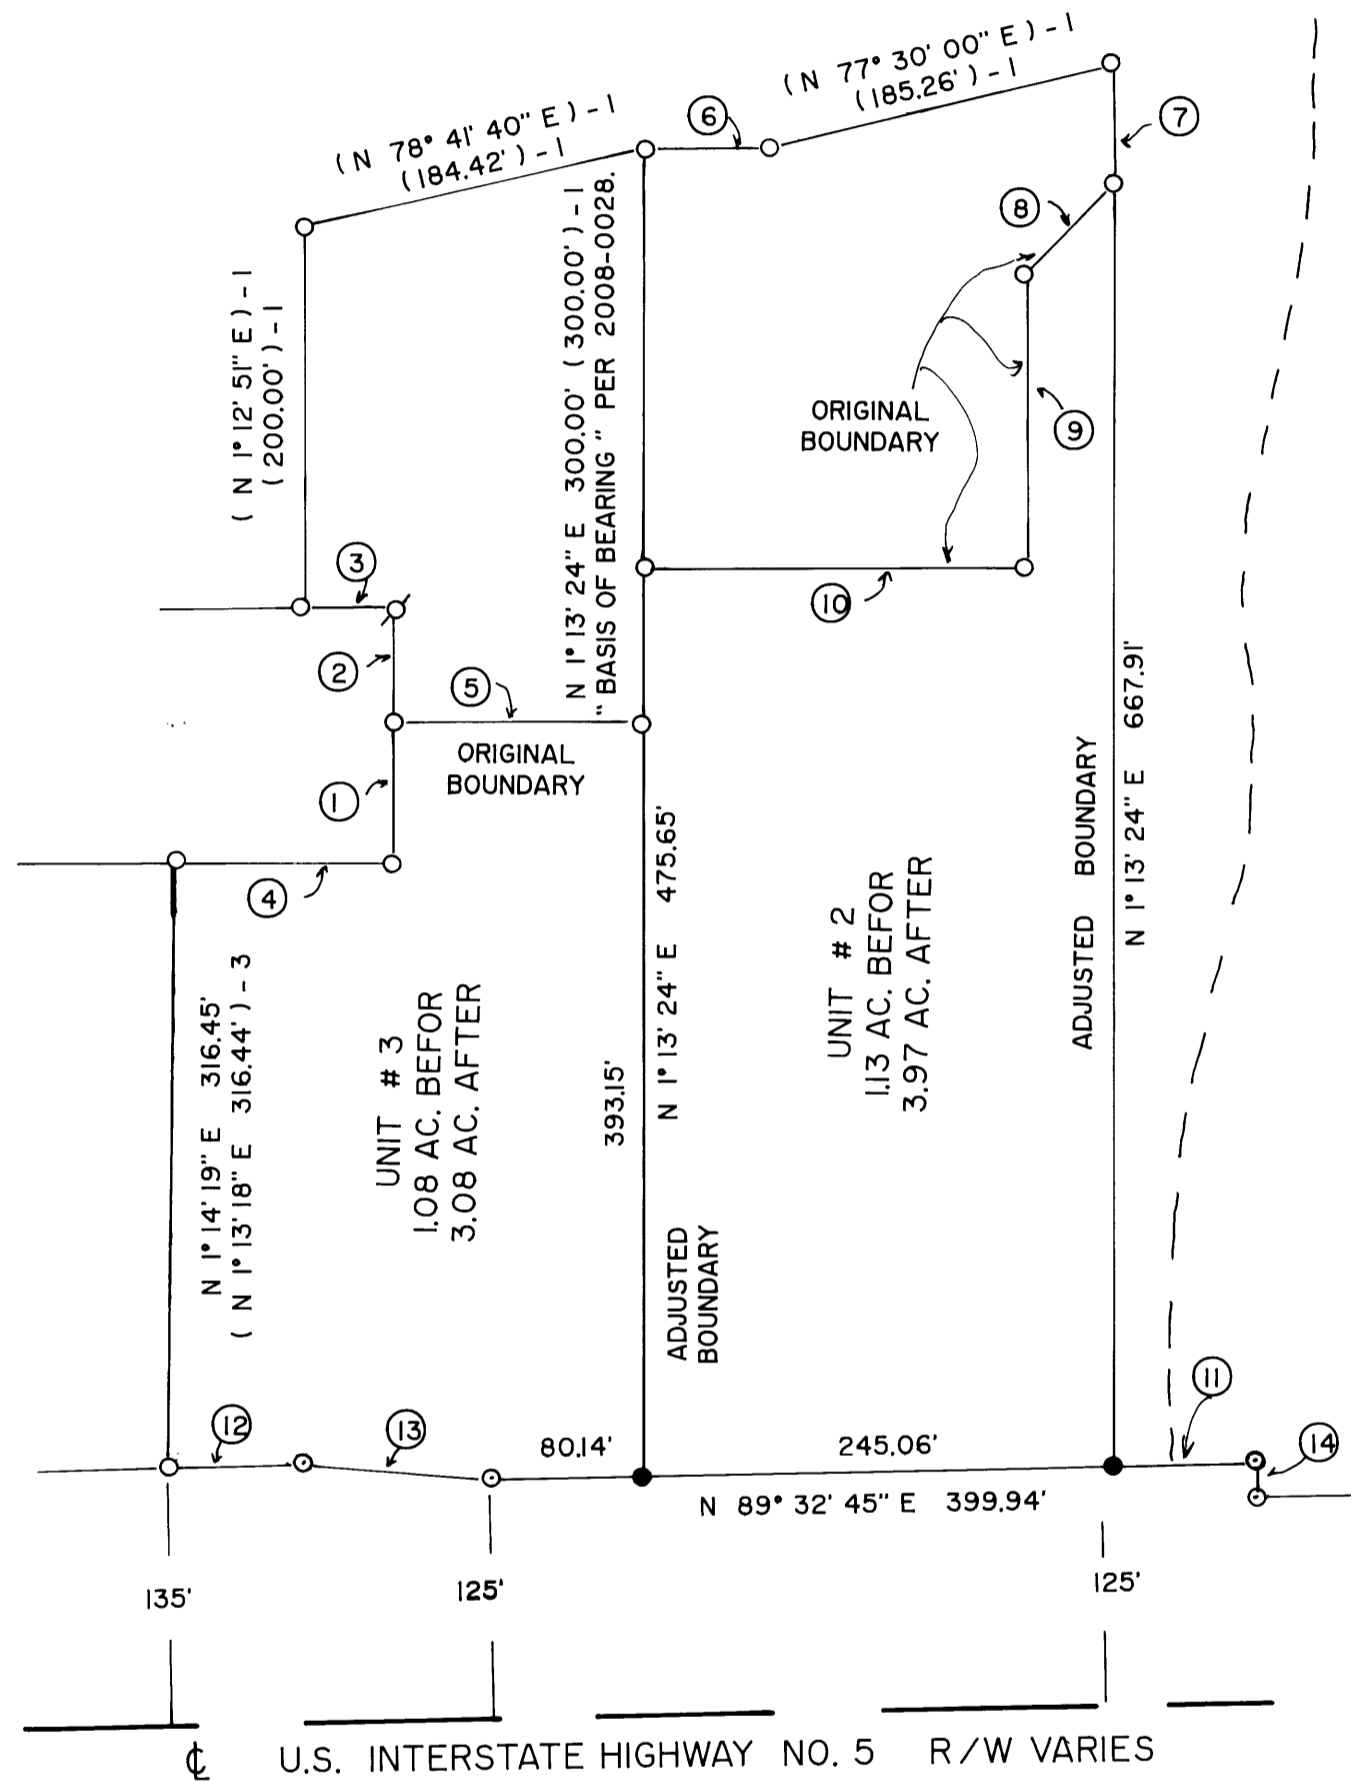 ( N 77° 30' 00" E ) - 1
(185.26' ) - 1
( N 78° 41' 40" E ) - 1
(184.42' ) - 1
6
7
8
( N 1° 12' 51" E ) - 1
( 200.00' ) - 1
N 1° 13' 24" E 300.00' ( 300.00' ) - 1
" BASIS OF BEARING " PER 2008-0028.
ORIGINAL
BOUNDARY
9
3
10
2
5
ORIGINAL
BOUNDARY
1
4
ADJUSTED BOUNDARY
N 1° 13' 24" E 667.91'
N 1° 14' 19" E 316.45'
( N 1° 13' 18" E 316.44' ) - 3
UNIT # 3
1.08 AC. BEFOR
3.08 AC. AFTER
393.15'
N 1° 13' 24" E 475.65'
UNIT # 2
1.13 AC. BEFOR
3.97 AC. AFTER
ADJUSTED
BOUNDARY
11
12
13
80.14'
245.06'
14
N 89° 32' 45" E 399.94'
135'
125'
125'
℄ U.S. INTERSTATE HIGHWAY NO. 5 R/W VARIES